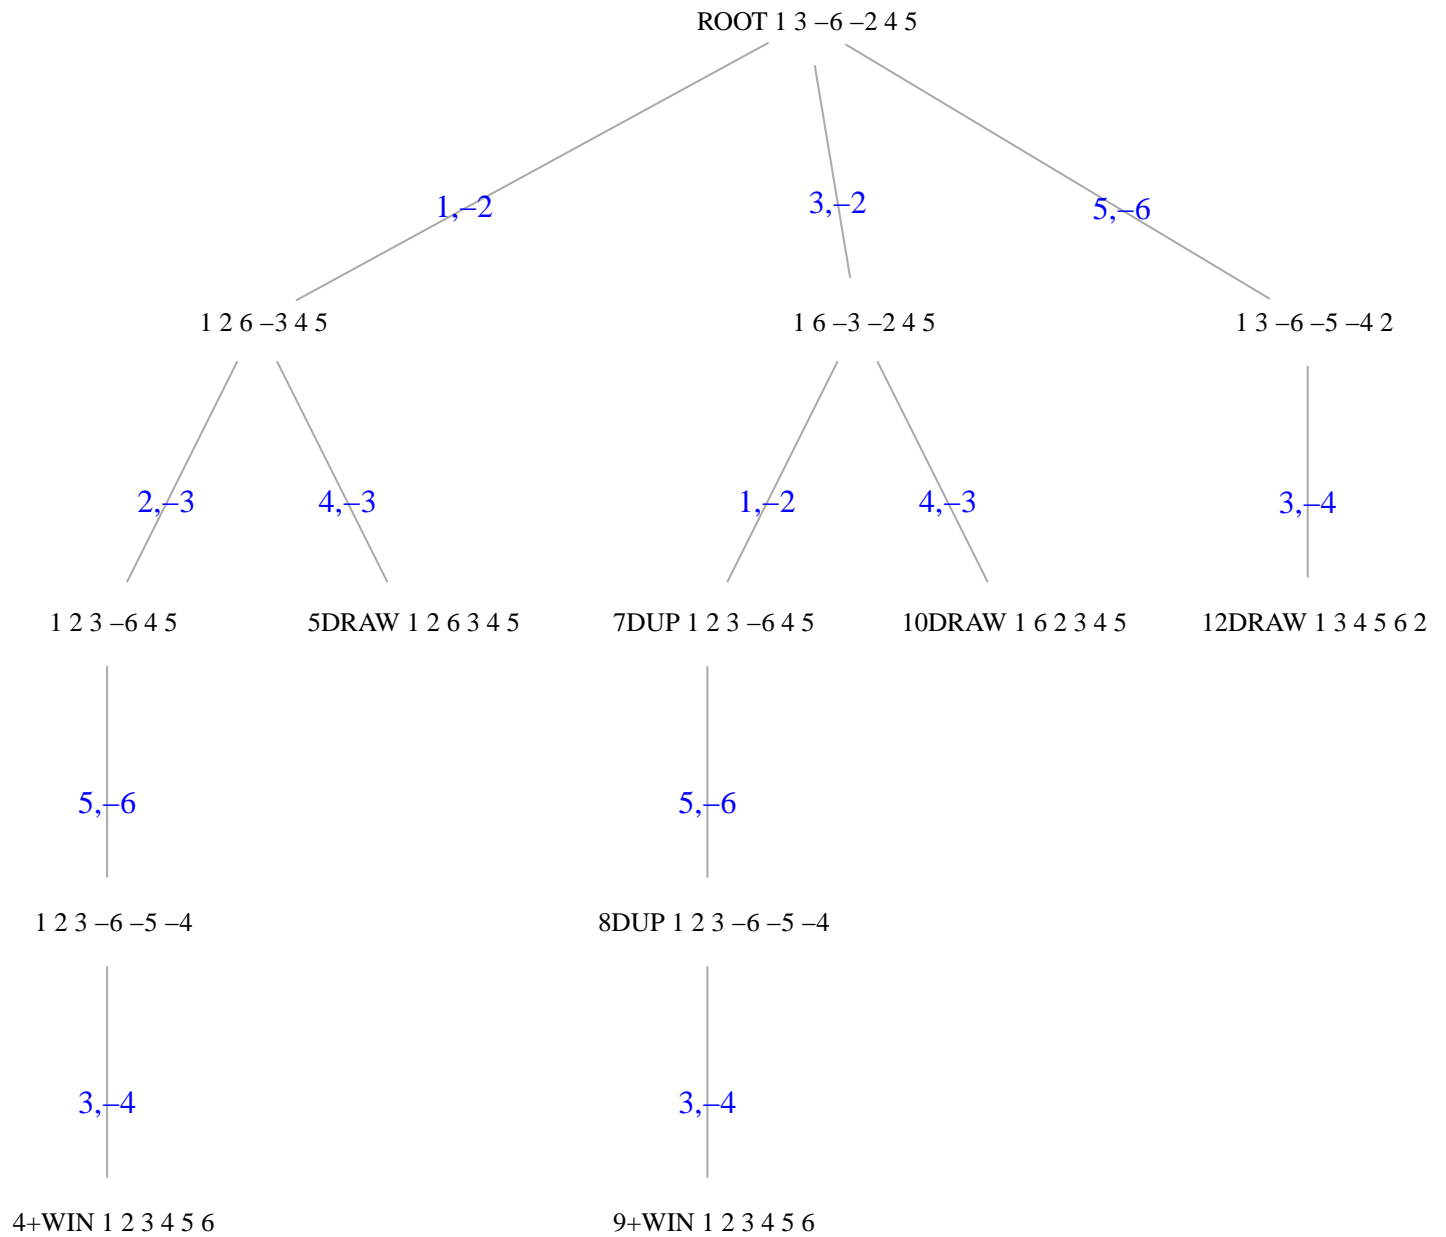 ROOT 1 3 –6 –2 4 5
1,–2
3,–2
5,–6
1 2 6 –3 4 5
1 6 –3 –2 4 5
1 3 –6 –5 –4 2
2,–3
4,–3
1,–2
4,–3
3,–4
1 2 3 –6 4 5
5DRAW 1 2 6 3 4 5
7DUP 1 2 3 –6 4 5
10DRAW 1 6 2 3 4 5
12DRAW 1 3 4 5 6 2
5,–6
5,–6
1 2 3 –6 –5 –4
8DUP 1 2 3 –6 –5 –4
3,–4
3,–4
4+WIN 1 2 3 4 5 6
9+WIN 1 2 3 4 5 6